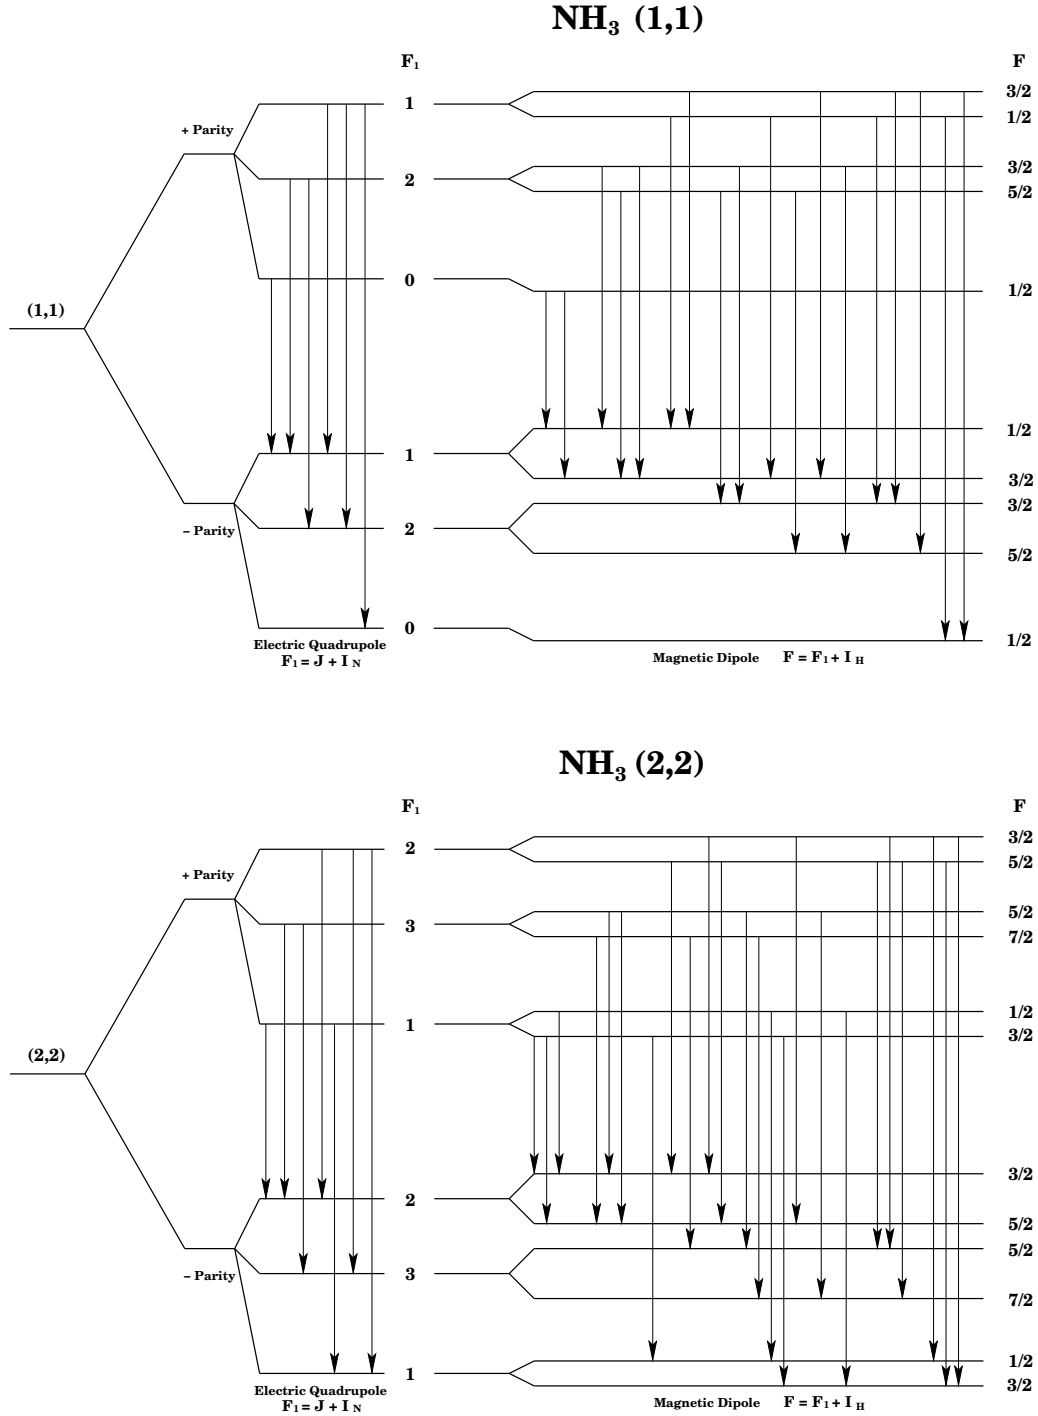 NH3 (1,1)
F1 F
1 3/2
+ Parity 1/2
2 3/2
5/2
0 1/2
(1,1)
1/2
1 3/2
3/2
– Parity 2
5/2
0 1/2
Electric Quadrupole
F1 = J + I N
Magnetic Dipole F = F1 + I H
NH3 (2,2)
F1 F
2 3/2
+ Parity 5/2
3 5/2
7/2
1 1/2
3/2
(2,2)
3/2
2 5/2
5/2
– Parity 3
7/2
1 1/2
3/2
Electric Quadrupole
F1 = J + I N
Magnetic Dipole F = F1 + I H